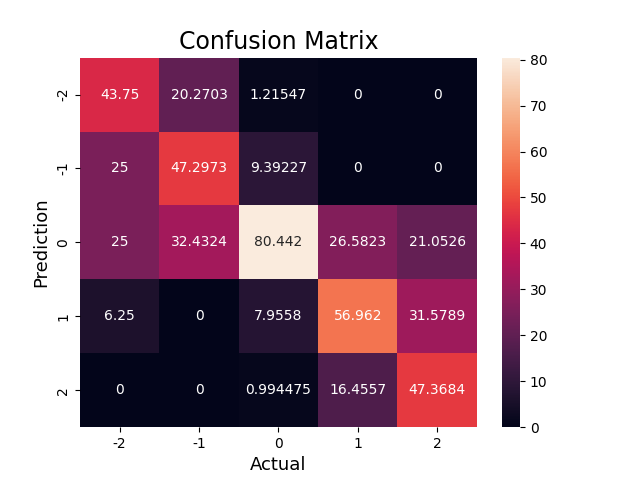 Confusion Matrix
80
-2 43.75 20.2703 1.21547 0 0
70
-1 25 47.2973 9.39227 0 0
60
50
Prediction
0 25 32.4324 80.442 26.5823 21.0526
40
30
1 6.25 0 7.9558 56.962 31.5789
20
2 0 0 0.994475 16.4557 47.3684
10
0
-2 -1 0 1 2
Actual